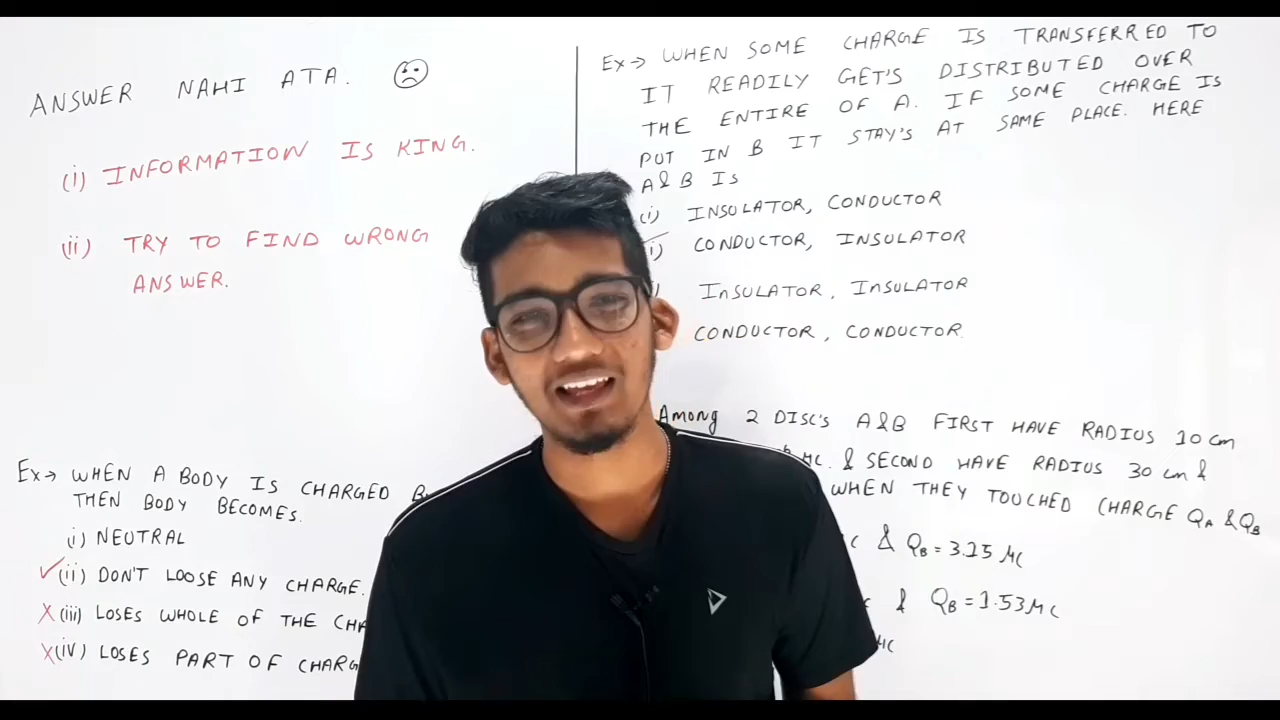 ANSWER NAHI ATA.
(i) INFORMATION IS KING.
(ii) TRY TO FIND WRONG
ANSWER.
Ex→ WHEN A BODY IS CHARGED
THEN BODY BECOMES.
(i) NEUTRAL
(ii) DON'T LOOSE ANY CHARGE.
(iii) LOSES WHOLE OF THE
(iv) LOSES PART OF CHARG
Ex→ WHEN SOME CHARGE IS TRANSFERRED TO
IT READILY GET'S DISTRIBUTED OVER
THE ENTIRE OF A. IF SOME CHARGE IS
PUT IN B IT STAY'S AT SAME PLACE. HERE
A & B IS
(i) INSULATOR, CONDUCTOR
i) CONDUCTOR, INSULATOR
INSULATOR, INSULATOR
CONDUCTOR, CONDUCTOR.
Among 2 DISC'S A&B FIRST HAVE RADIUS 10 cm
μC. & SECOND HAVE RADIUS 30 cm &
WHEN THEY TOUCHED CHARGE QA & QB
& QB = 3.25 μC
& QB = 1.53 μC
μC